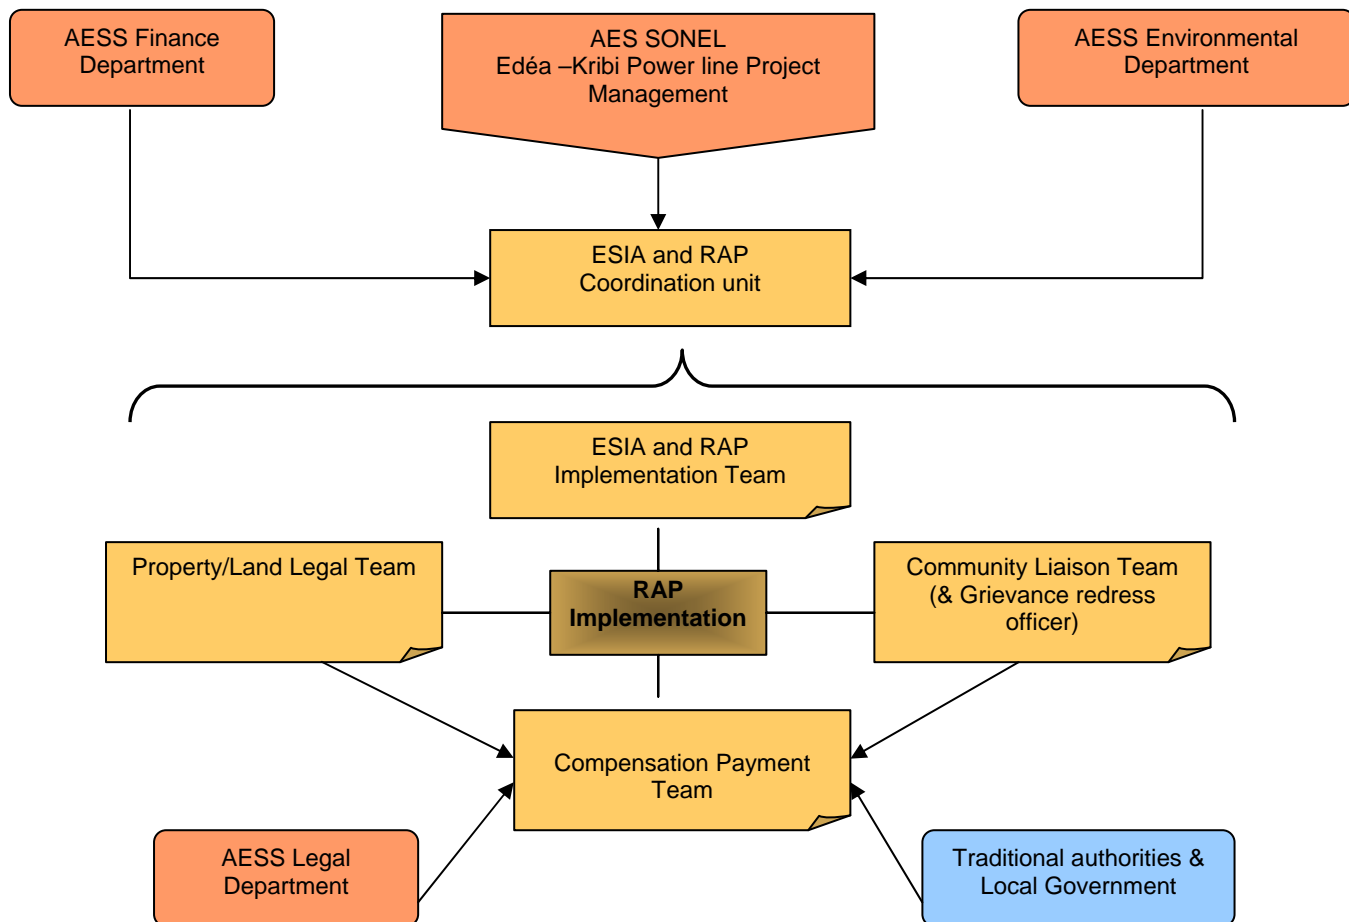 AESS Finance
Department
AES SONEL
Edéa –Kribi Power line Project
Management
AESS Environmental
Department
ESIA and RAP
Coordination unit
ESIA and RAP
Implementation Team
Property/Land Legal Team
RAP
Implementation
Community Liaison Team
(& Grievance redress
officer)
Compensation Payment
Team
AESS Legal
Department
Traditional authorities &
Local Government